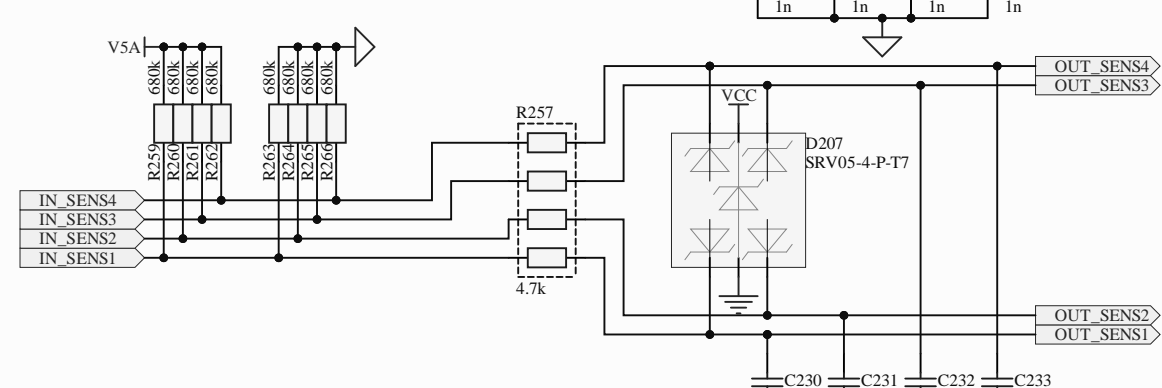 1n 1n 1n
V5A
680k 680k 680k 680k 680k 680k 680k 680k
R259 R260 R261 R262 R263 R264 R265 R266
OUT_SENS4
OUT_SENS3
VCC
R257
D207
SRV05-4-P-T7
IN_SENS4
IN_SENS3
IN_SENS2
IN_SENS1
4.7k
OUT_SENS2
OUT_SENS1
C230 C231 C232 C233